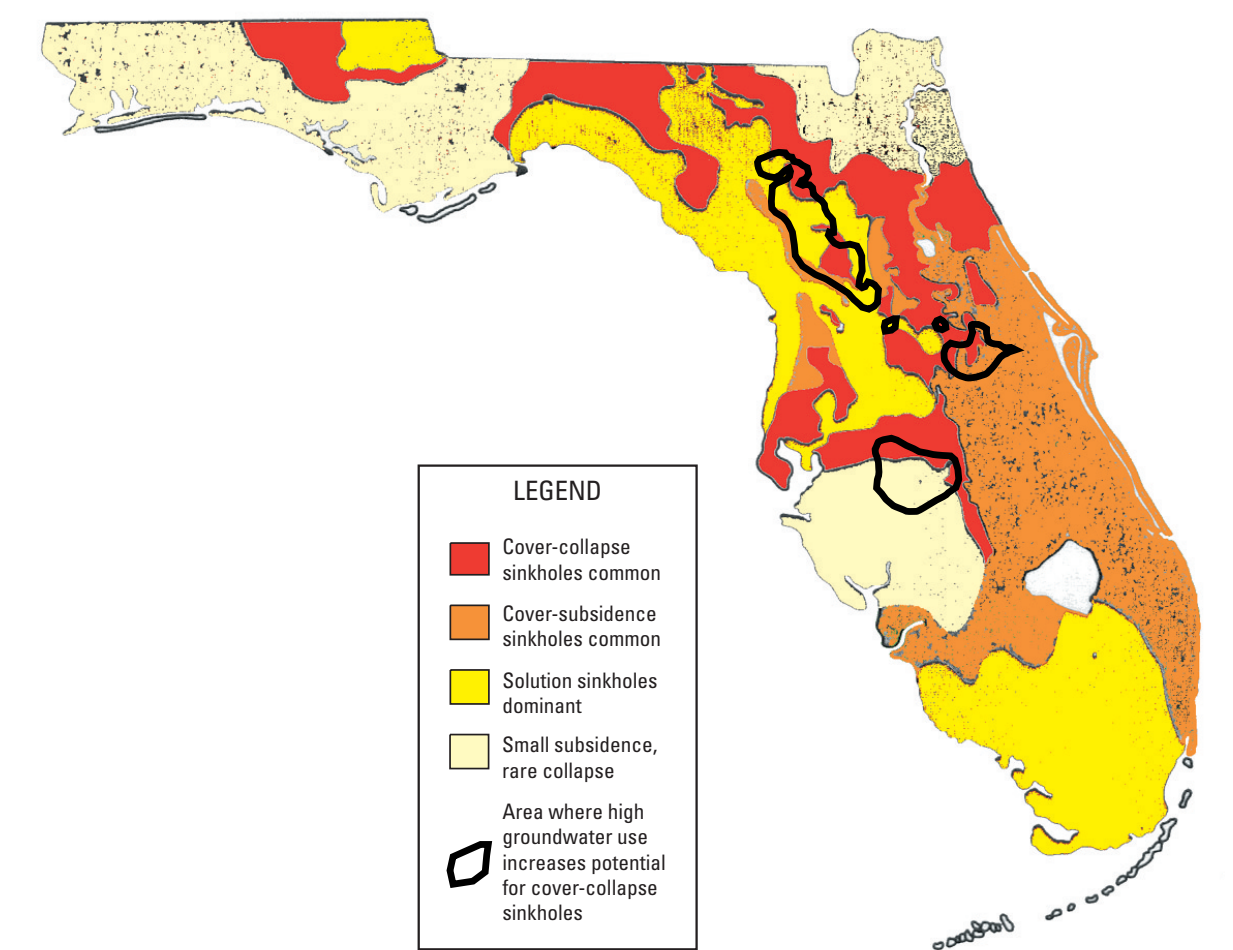 LEGEND
Cover-collapse
sinkholes common
Cover-subsidence
sinkholes common
Solution sinkholes
dominant
Small subsidence,
rare collapse
Area where high
groundwater use
increases potential
for cover-collapse
sinkholes